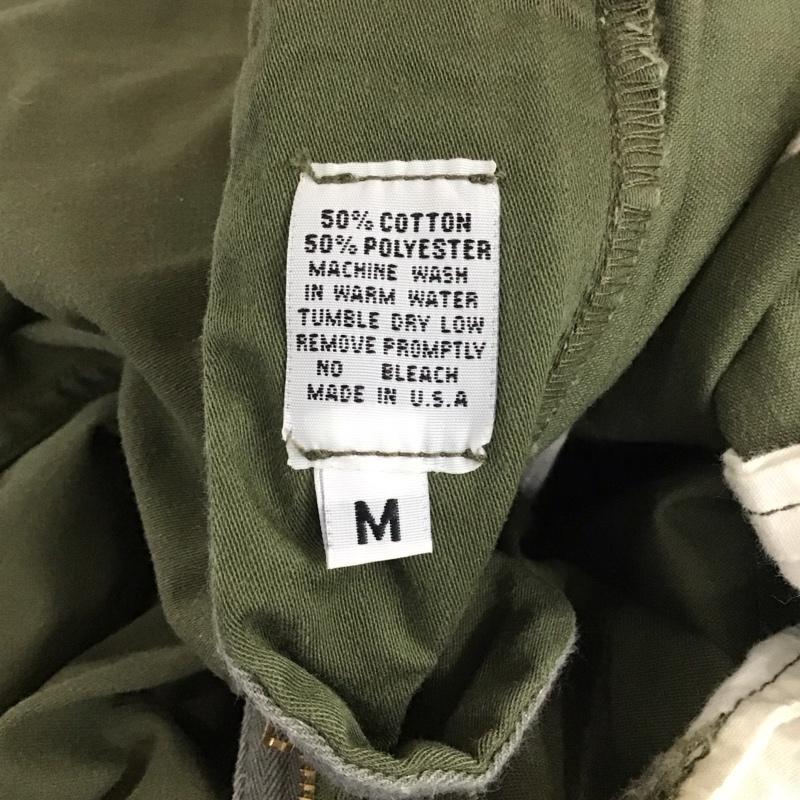 50% COTTON
50% POLYESTER
MACHINE WASH
IN WARM WATER
TUMBLE DRY LOW
REMOVE PROMPTLY
NO BLEACH
MADE IN U.S.A
M